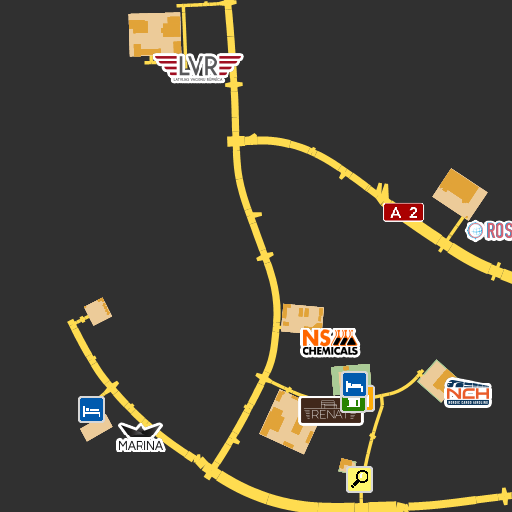 LVR
A 2
ROS
NS
CHEMICALS
RENAT
NCH
MARINA